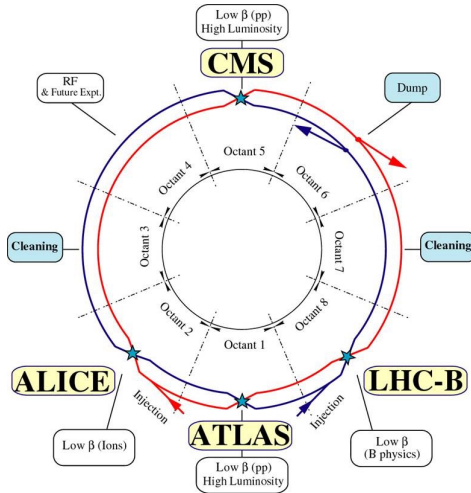 Low β (pp)
High Luminosity
CMS
RF
& Future Expt.
Dump
Octant 5
Octant 4
Octant 6
Octant 3
Octant 7
Cleaning
Cleaning
Octant 2
Octant 8
Octant 1
ALICE
LHC-B
Injection
Injection
ATLAS
Low β (Ions)
Low β
(B physics)
Low β (pp)
High Luminosity